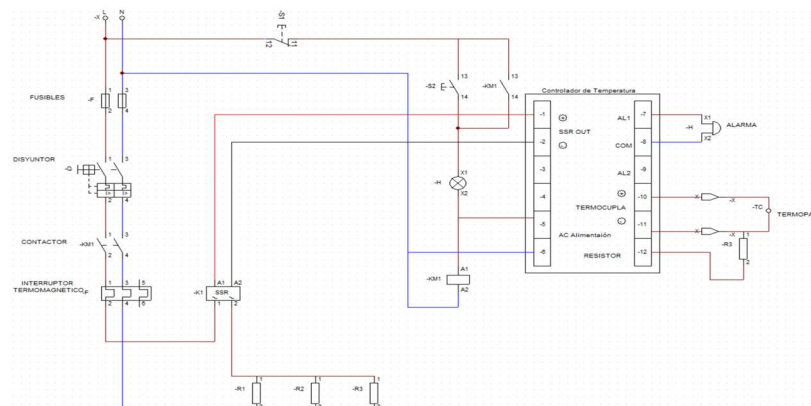 L N
-X
-S1
12 11
FUSIBLES
-F
1 3
2 4
DISYUNTOR
-Q
1 3
I> I>
2 4
CONTACTOR
-KM1
1 3
2 4
INTERRUPTOR
TERMOMAGNETICO
-F
1 3 5
2 4 6
-S2
13
14
-KM1
13
14
-H
X1
X2
-KM1
A1
A2
-K1
A1 A2
SSR
1 2
-R1 1
-R2 1
-R3 1
Controlador de Temperatura
-1
SSR OUT
-2
-3
-4
-5
AC Alimentaión
-6
AL1 -7
COM -8
AL2 -9
-10
TERMOCUPLA
-11
RESISTOR -12
X1
-H ALARMA
X2
X -X
-TC
TERMOPA
X -X
-R3
1
2